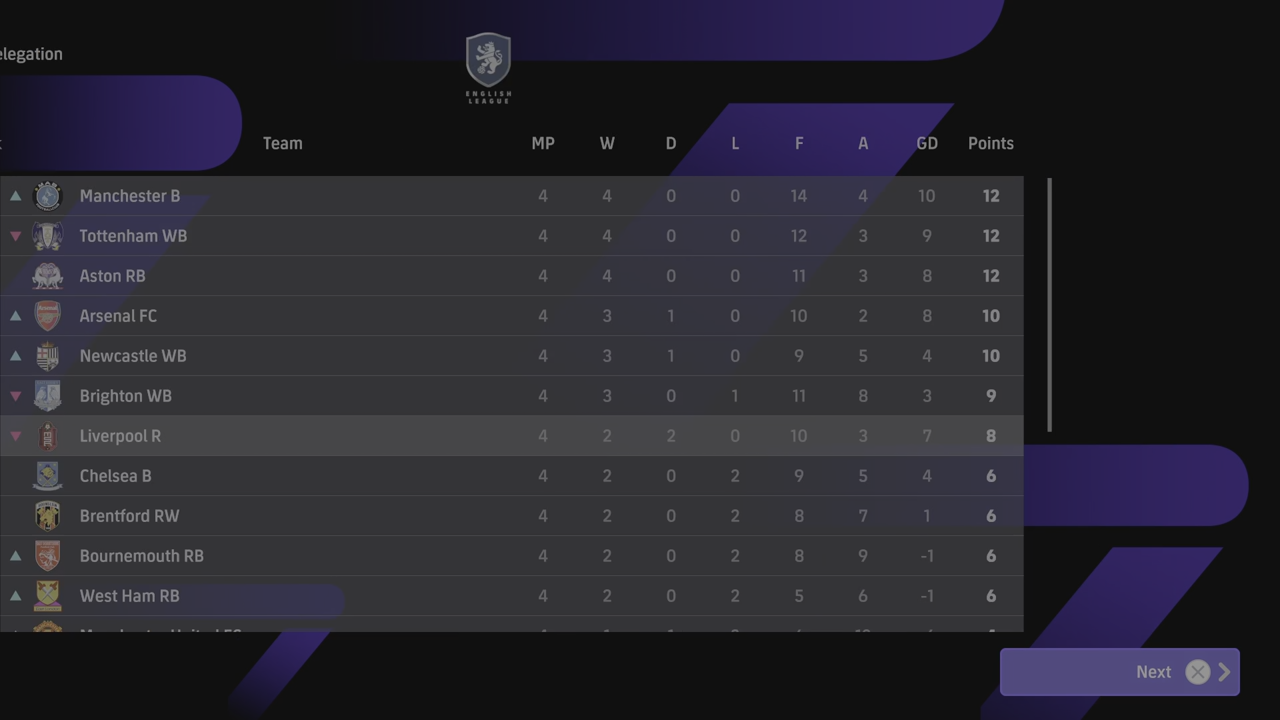 elegation
ENGLISH
LEAGUE
Team MP W D L F A GD Points
Manchester B 4 4 0 0 14 4 10 12
Tottenham WB 4 4 0 0 12 3 9 12
Aston RB 4 4 0 0 11 3 8 12
Arsenal FC 4 3 1 0 10 2 8 10
Newcastle WB 4 3 1 0 9 5 4 10
Brighton WB 4 3 0 1 11 8 3 9
Liverpool R 4 2 2 0 10 3 7 8
Chelsea B 4 2 0 2 9 5 4 6
Brentford RW 4 2 0 2 8 7 1 6
Bournemouth RB 4 2 0 2 8 9 -1 6
West Ham RB 4 2 0 2 5 6 -1 6
Manchester United FC
Next